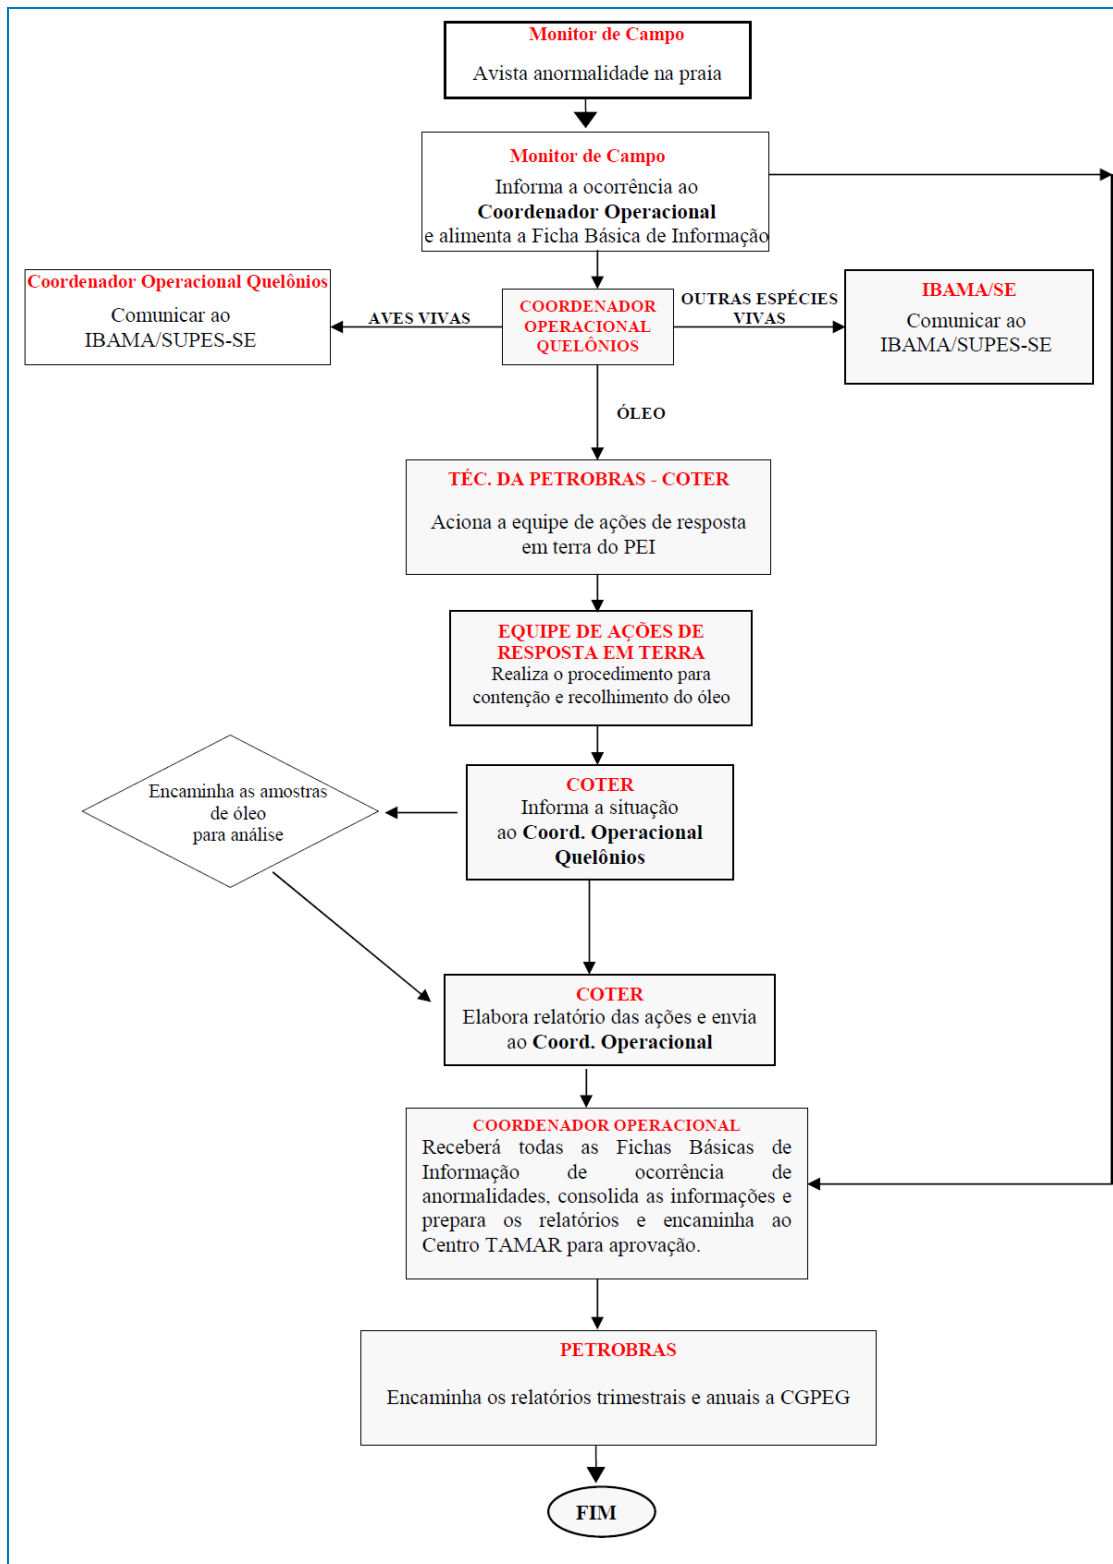 Monitor de Campo
Avista anormalidade na praia
Monitor de Campo
Informa a ocorrência ao
Coordenador Operacional
e alimenta a Ficha Básica de Informação
Coordenador Operacional Quelônios
Comunicar ao
IBAMA/SUPES-SE
AVES VIVAS
COORDENADOR
OPERACIONAL
QUELÔNIOS
OUTRAS ESPÉCIES
VIVAS
IBAMA/SE
Comunicar ao
IBAMA/SUPES-SE
ÓLEO
TÉC. DA PETROBRAS - COTER
Aciona a equipe de ações de resposta
em terra do PEI
EQUIPE DE AÇÕES DE
RESPOSTA EM TERRA
Realiza o procedimento para
contenção e recolhimento do óleo
Encaminha as amostras
de óleo
para análise
COTER
Informa a situação
ao Coord. Operacional
Quelônios
COTER
Elabora relatório das ações e envia
ao Coord. Operacional
COORDENADOR OPERACIONAL
Receberá todas as Fichas Básicas de
Informação de ocorrência de
anormalidades, consolida as informações e
prepara os relatórios e encaminha ao
Centro TAMAR para aprovação.
PETROBRAS
Encaminha os relatórios trimestrais e anuais a CGPEG
FIM